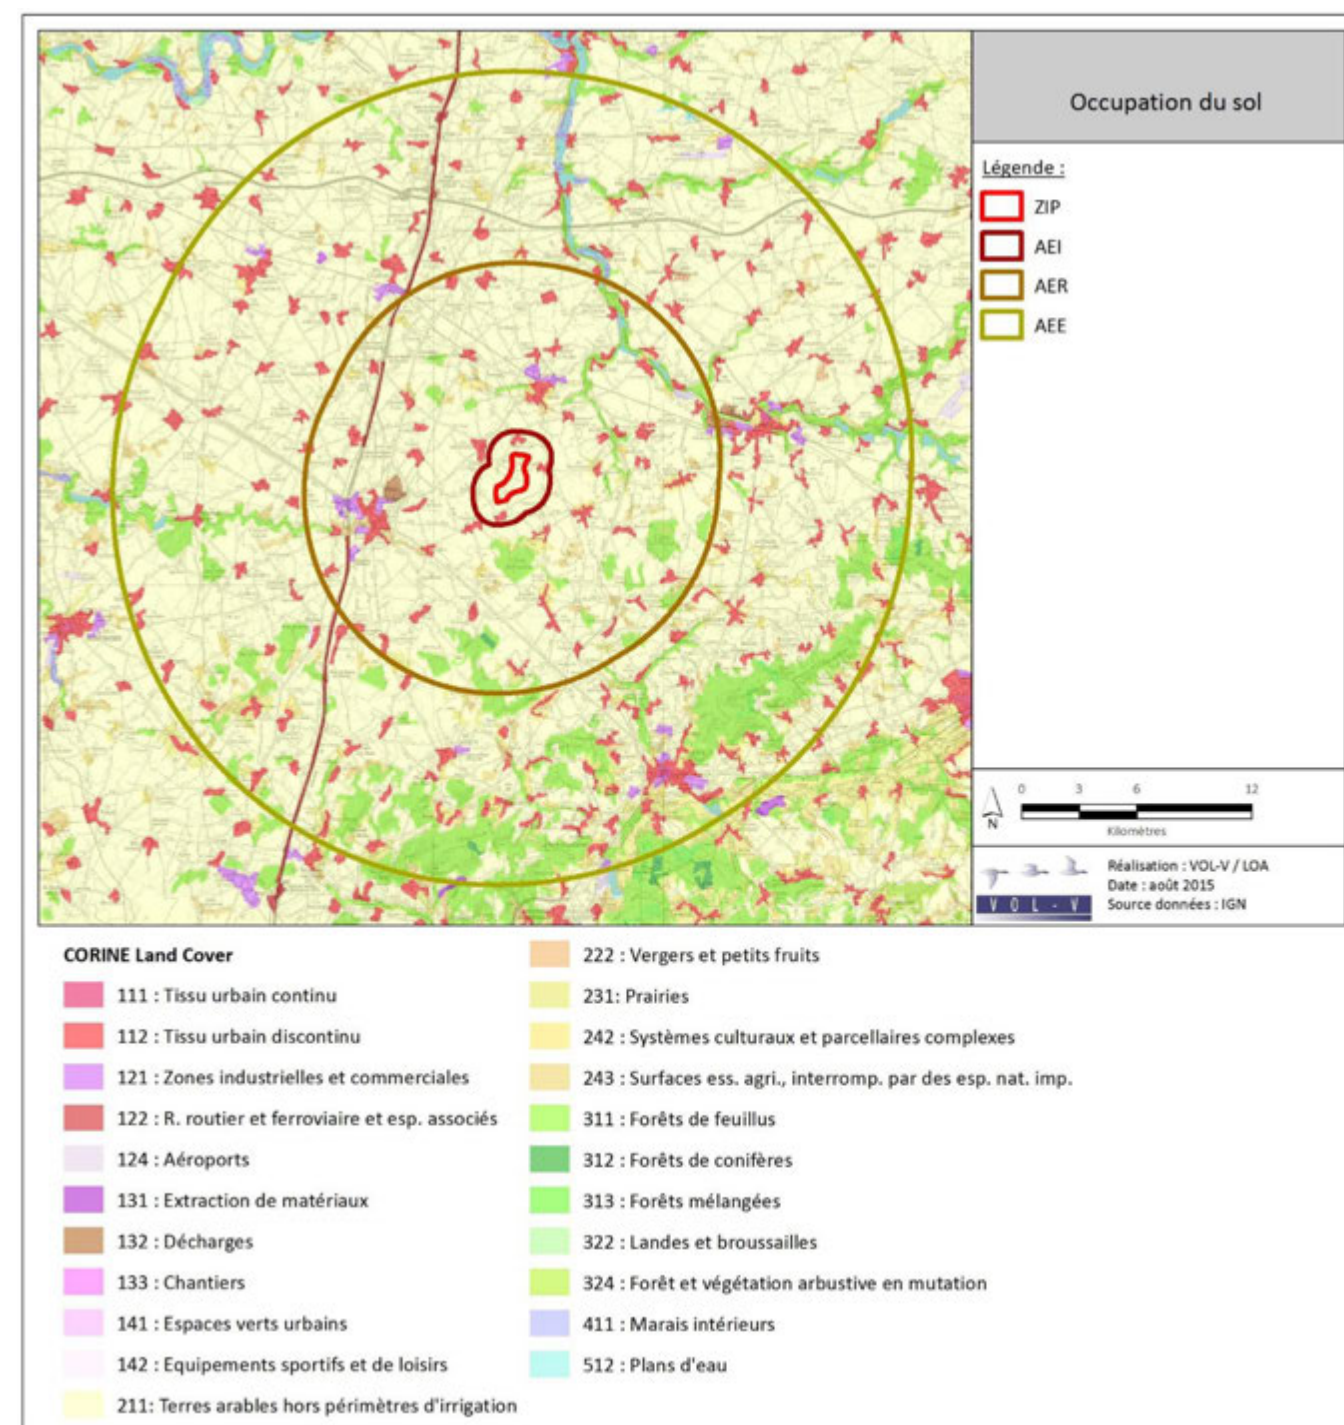 Occupation du sol
Légende :
ZIP
AEI
AER
AEE
0 3 6 12
Kilomètres
N
VOL-V
Réalisation : VOL-V / LOA
Date : août 2015
Source données : IGN
CORINE Land Cover
111 : Tissu urbain continu
112 : Tissu urbain discontinu
121 : Zones industrielles et commerciales
122 : R. routier et ferroviaire et esp. associés
124 : Aéroports
131 : Extraction de matériaux
132 : Décharges
133 : Chantiers
141 : Espaces verts urbains
142 : Equipements sportifs et de loisirs
211: Terres arables hors périmètres d'irrigation
222 : Vergers et petits fruits
231: Prairies
242 : Systèmes culturaux et parcellaires complexes
243 : Surfaces ess. agri., interromp. par des esp. nat. imp.
311 : Forêts de feuillus
312 : Forêts de conifères
313 : Forêts mélangées
322 : Landes et broussailles
324 : Forêt et végétation arbustive en mutation
411 : Marais intérieurs
512 : Plans d'eau